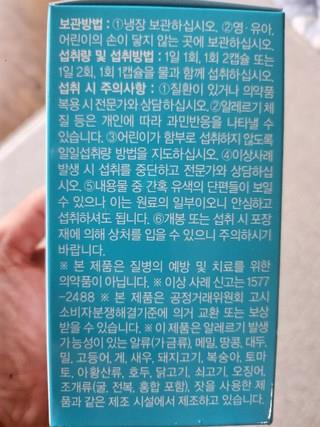 보관방법 : ①냉장 보관하십시오. ②영·유아,
어린이의 손이 닿지 않는 곳에 보관하십시오.
섭취량 및 섭취방법 : 1일 1회, 1회 2캡슐 또는
1일 2회, 1회 1캡슐을 물과 함께 섭취하십시오.
섭취 시 주의사항 : ①질환이 있거나 의약품
복용 시 전문가와 상담하십시오. ②알레르기 체
질 등은 개인에 따라 과민반응을 나타낼 수
있습니다. ③어린이가 함부로 섭취하지 않도록
일일섭취량 방법을 지도하십시오. ④이상사례
발생 시 섭취를 중단하고 전문가와 상담하십
시오. ⑤내용물 중 간혹 유색의 단편들이 보일
수 있으나 이는 원료의 일부이오니 안심하고
섭취하셔도 됩니다. ⑥개봉 또는 섭취 시 포장
재에 의해 상처를 입을 수 있으니 주의하시기
바랍니다.
※ 본 제품은 질병의 예방 및 치료를 위한
의약품이 아닙니다. ※ 이상 사례 신고는 1577
-2488 ※ 본 제품은 공정거래위원회 고시
소비자분쟁해결기준에 의거 교환 또는 보상
받을 수 있습니다. ※ 이 제품은 알레르기 발생
가능성이 있는 알류(가금류), 메밀, 땅콩, 대두,
밀, 고등어, 게, 새우, 돼지고기, 복숭아, 토마
토, 아황산류, 호두, 닭고기, 쇠고기, 오징어,
조개류(굴, 전복, 홍합 포함), 잣을 사용한 제
품과 같은 제조 시설에서 제조하고 있습니다.